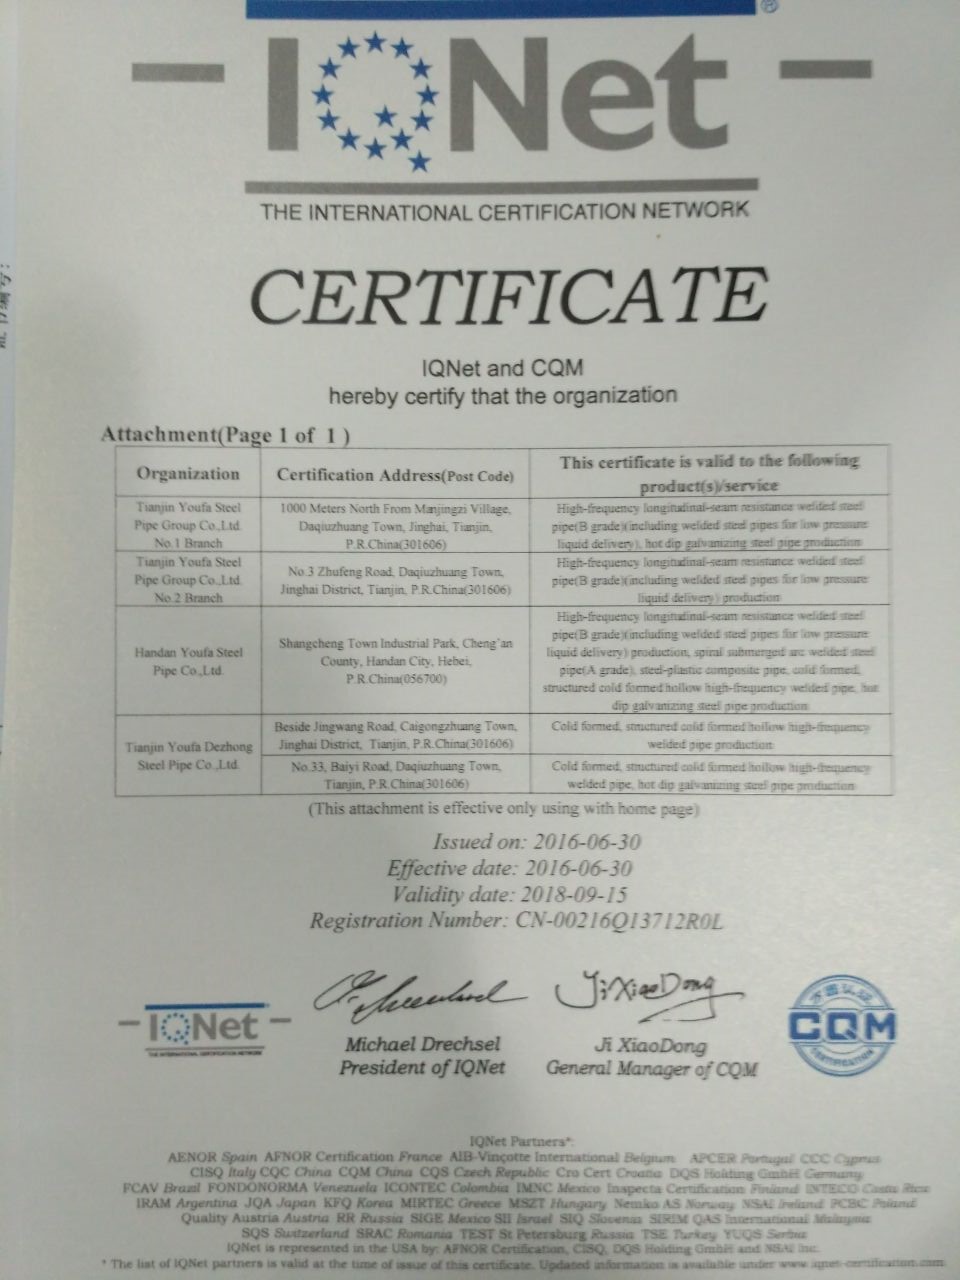 ®
IQNet
THE INTERNATIONAL CERTIFICATION NETWORK
CERTIFICATE
IQNet and CQM
hereby certify that the organization
Attachment(Page 1 of 1 )
Organization
Certification Address(Post Code)
This certificate is valid to the following
product(s)/service
Tianjin Youfa Steel
Pipe Group Co.,Ltd.
No.1 Branch
1000 Meters North From Manjingzi Village,
Daqiuzhuang Town, Jinghai, Tianjin,
P.R.China(301606)
High-frequency longitudinal-seam resistance welded steel
pipe(B grade)(including welded steel pipes for low pressure
liquid delivery), hot dip galvanizing steel pipe production
Tianjin Youfa Steel
Pipe Group Co.,Ltd.
No.2 Branch
No.3 Zhufeng Road, Daqiuzhuang Town,
Jinghai District, Tianjin, P.R.China(301606)
High-frequency longitudinal-seam resistance welded steel
pipe(B grade)(including welded steel pipes for low pressure
liquid delivery) production
Handan Youfa Steel
Pipe Co.,Ltd.
Shangcheng Town Industrial Park, Cheng'an
County, Handan City, Hebei,
P.R.China(056700)
High-frequency longitudinal-seam resistance welded steel
pipe(B grade)(including welded steel pipes for low pressure
liquid delivery) production, spiral submerged arc welded steel
pipe(A grade), steel-plastic composite pipe, cold formed,
structured cold formed hollow high-frequency welded pipe, hot
dip galvanizing steel pipe production
Tianjin Youfa Dezhong
Steel Pipe Co.,Ltd.
Beside Jingwang Road, Caigongzhuang Town,
Jinghai District, Tianjin, P.R.China(301606)
Cold formed, structured cold formed hollow high-frequency
welded pipe production
No.33, Baiyi Road, Daqiuzhuang Town,
Tianjin, P.R.China(301606)
Cold formed, structured cold formed hollow high-frequency
welded pipe, hot dip galvanizing steel pipe production
(This attachment is effective only using with home page)
Issued on: 2016-06-30
Effective date: 2016-06-30
Validity date: 2018-09-15
Registration Number: CN-00216Q13712R0L
IQNet
THE INTERNATIONAL CERTIFICATION NETWORK
Ji XiaoDong
Michael Drechsel
President of IQNet
Ji XiaoDong
General Manager of CQM
方圆认证
CQM
CERTIFICATION
IQNet Partners*:
AENOR Spain AFNOR Certification France AIB-Vinçotte International Belgium APCER Portugal CCC Cyprus
CISQ Italy CQC China CQM China CQS Czech Republic Cro Cert Croatia DQS Holding GmbH Germany
FCAV Brazil FONDONORMA Venezuela ICONTEC Colombia IMNC Mexico Inspecta Certification Finland INTECO Costa Rica
IRAM Argentina JQA Japan KFQ Korea MIRTEC Greece MSZT Hungary Nemko AS Norway NSAI Ireland PCBC Poland
Quality Austria Austria RR Russia SIGE Mexico SII Israel SIQ Slovenia SIRIM QAS International Malaysia
SQS Switzerland SRAC Romania TEST St Petersburg Russia TSE Turkey YUQS Serbia
IQNet is represented in the USA by: AFNOR Certification, CISQ, DQS Holding GmbH and NSAI Inc.
* The list of IQNet partners is valid at the time of issue of this certificate. Updated information is available under www.iqnet-certification.com